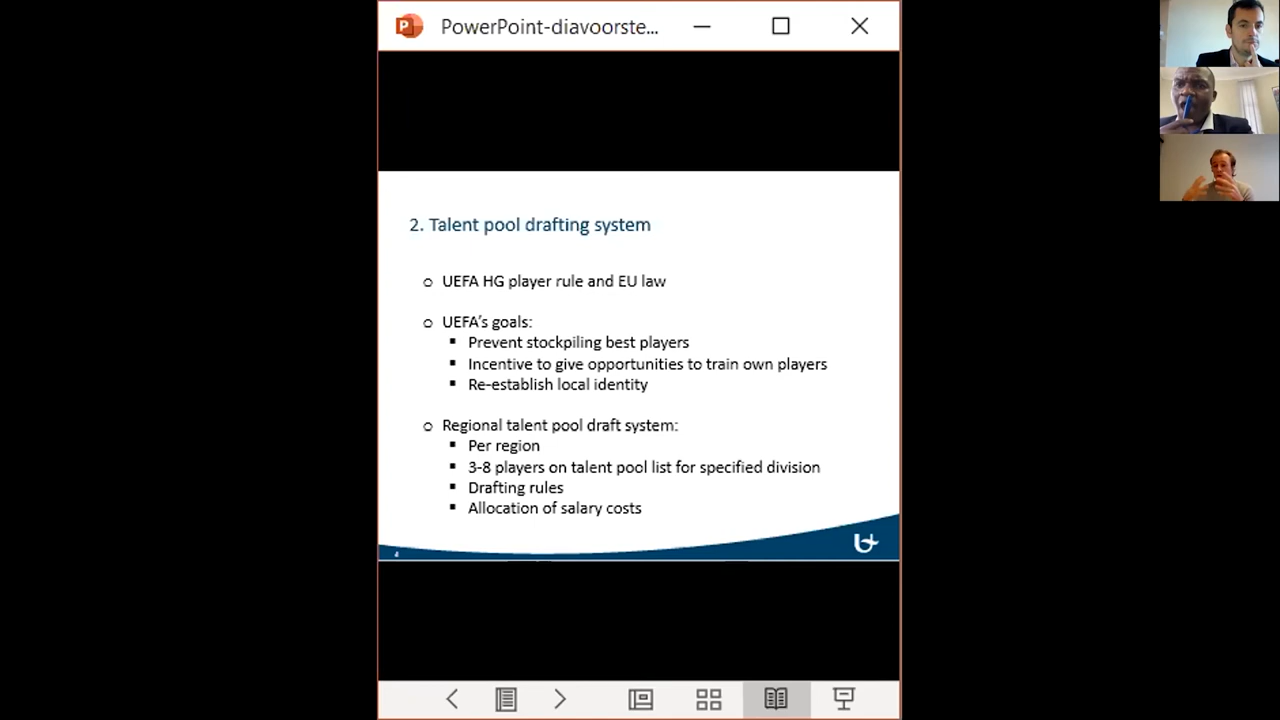 PowerPoint-diavoorste...
2. Talent pool drafting system
UEFA HG player rule and EU law
UEFA's goals:
Prevent stockpiling best players
Incentive to give opportunities to train own players
Re-establish local identity
Regional talent pool draft system:
Per region
3-8 players on talent pool list for specified division
Drafting rules
Allocation of salary costs
4